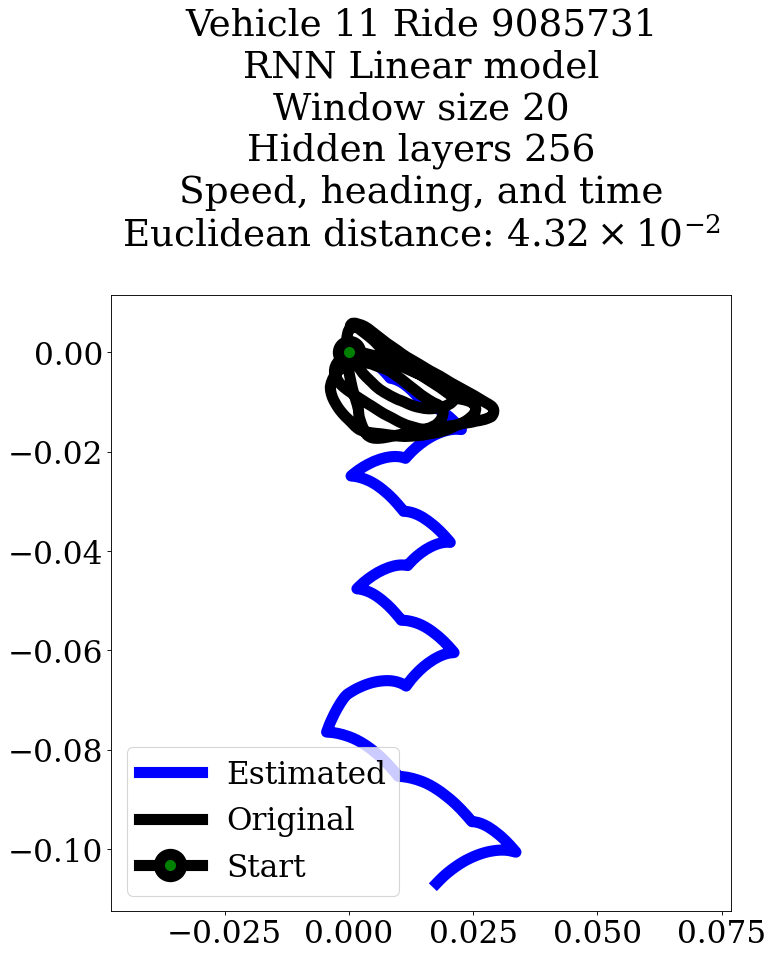 Vehicle 11 Ride 9085731
RNN Linear model
Window size 20
Hidden layers 256
Speed, heading, and time
Euclidean distance: 4.32 × 10⁻²
0.00
−0.02
−0.04
−0.06
−0.08
−0.10
Estimated
Original
Start
−0.025 0.000 0.025 0.050 0.075